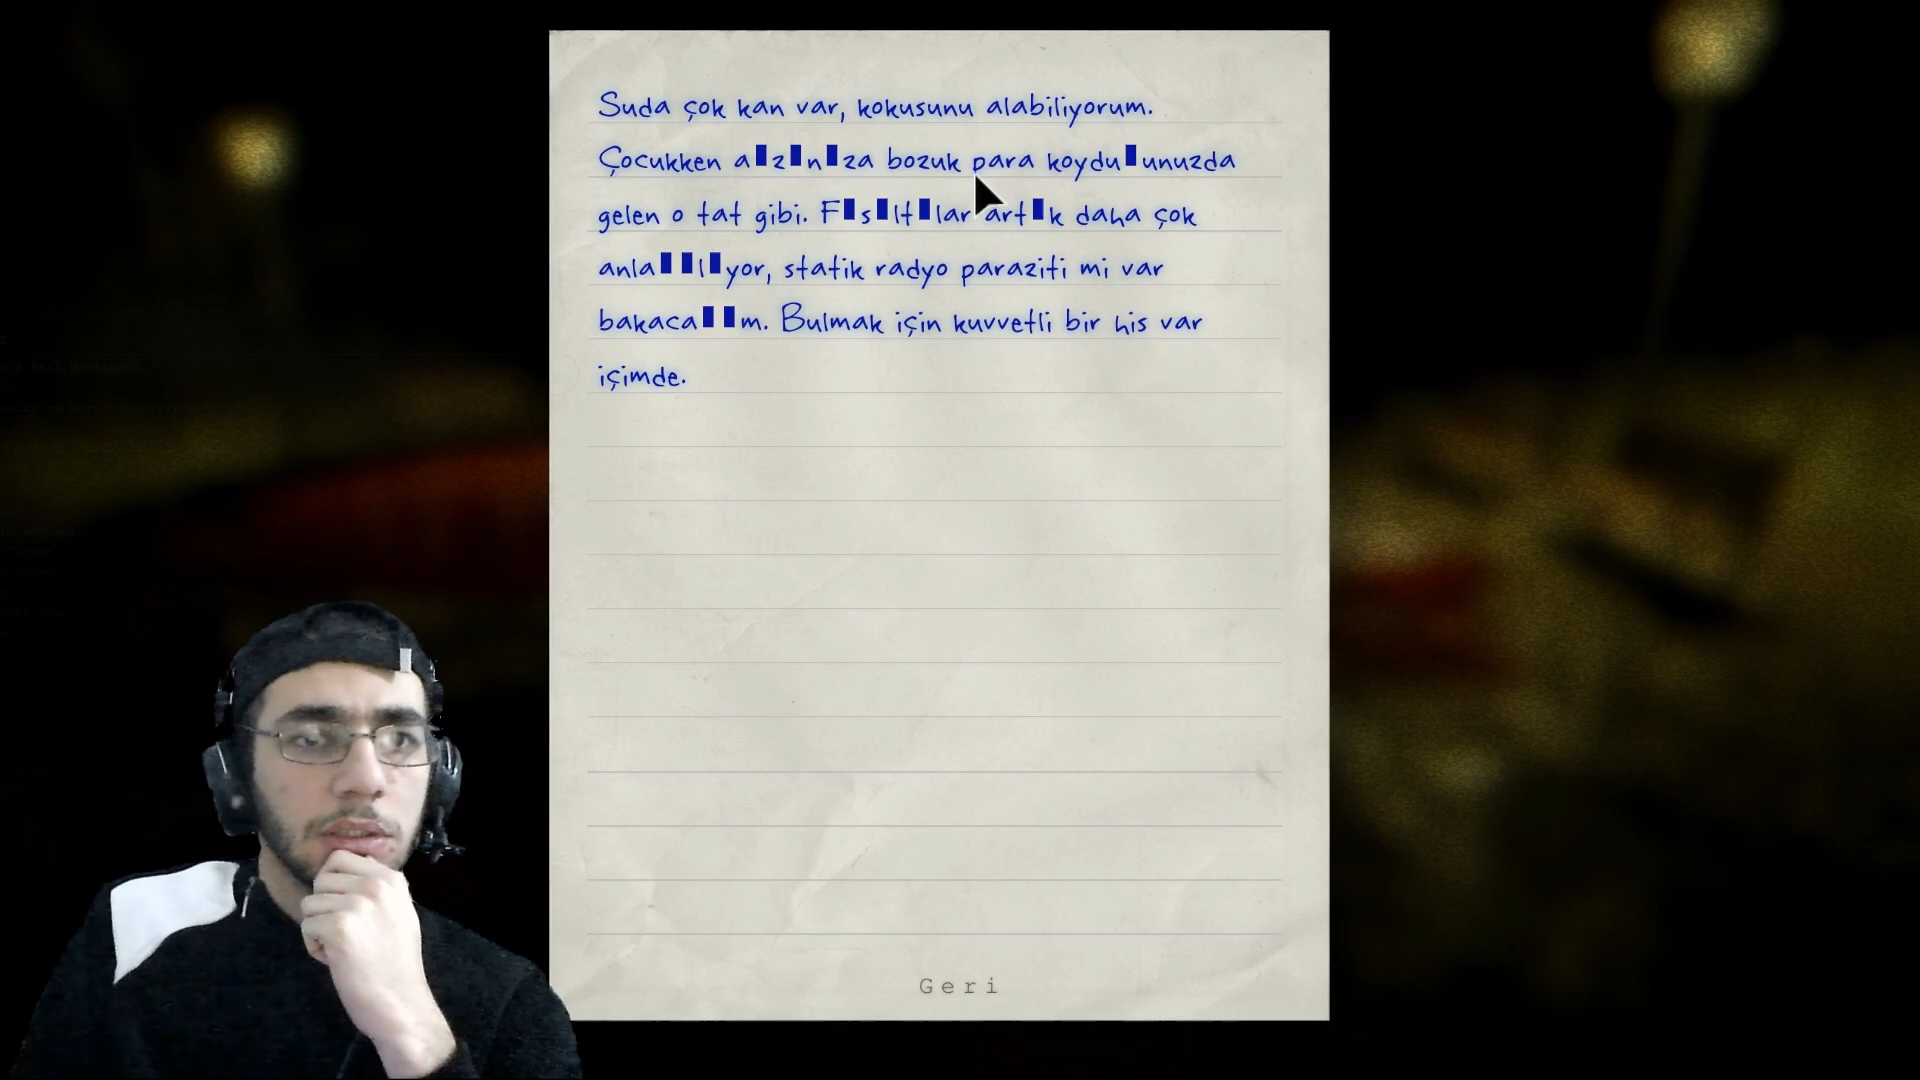 Suda çok kan var, kokusunu alabiliyorum.
Çocukken a▮z▮n▮za bozuk para koydu▮unuzda
gelen o tat gibi. F▮s▮lt▮lar art▮k daha çok
anla▮▮l▮yor, statik radyo paraziti mi var
bakaca▮▮m. Bulmak için kuvvetli bir his var
içimde.
Geri